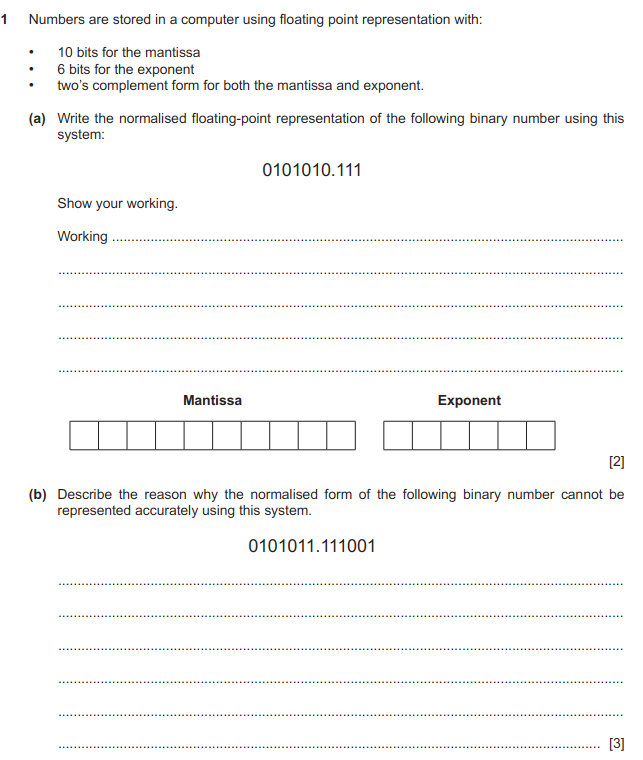 1 Numbers are stored in a computer using floating point representation with:
• 10 bits for the mantissa
• 6 bits for the exponent
• two’s complement form for both the mantissa and exponent.
(a) Write the normalised floating-point representation of the following binary number using this
system:
0101010.111
Show your working.
Working ....................................................................................................................................
....................................................................................................................................
....................................................................................................................................
....................................................................................................................................
....................................................................................................................................
Mantissa Exponent
[2]
(b) Describe the reason why the normalised form of the following binary number cannot be
represented accurately using this system.
0101011.111001
....................................................................................................................................
....................................................................................................................................
....................................................................................................................................
....................................................................................................................................
....................................................................................................................................
.................................................................................................................................... [3]